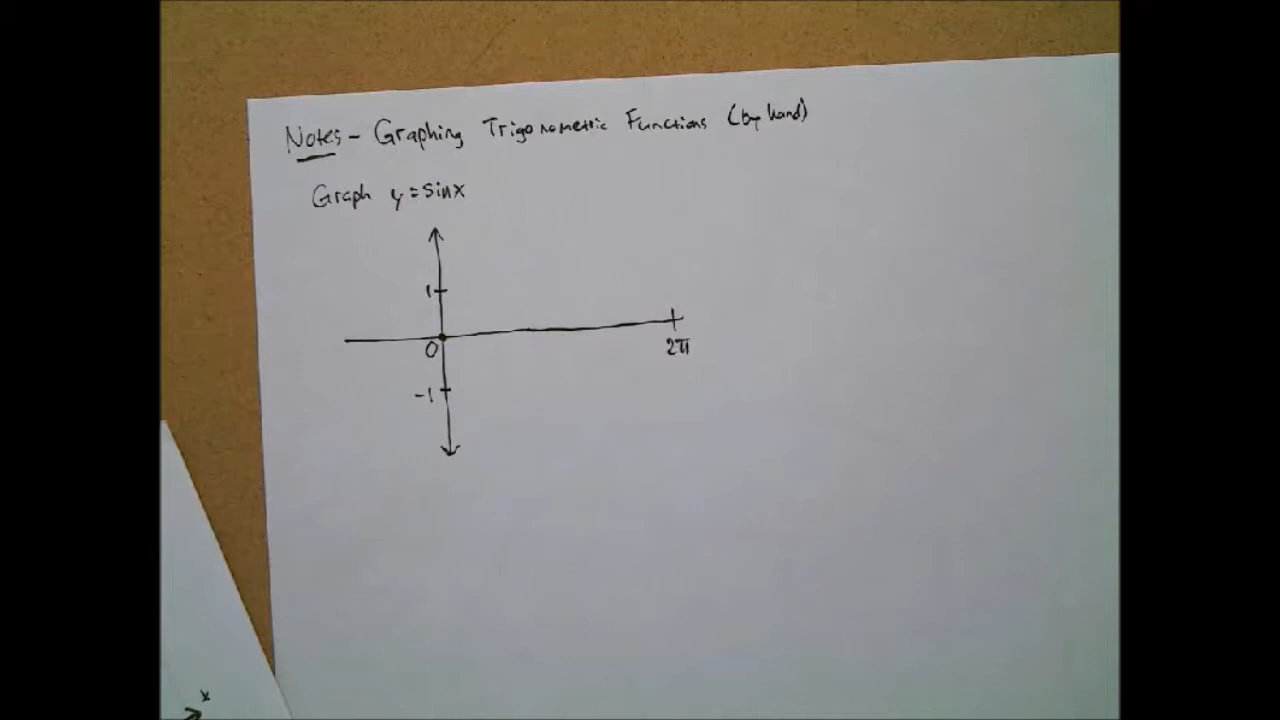 Notes - Graphing Trigonometric Functions (by hand)
Graph y = sin x
1
0
2π
-1
x